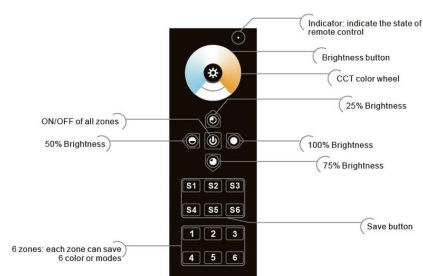 Indicator: indicate the state of
remote control
Brightness button
CCT color wheel
25% Brightness
ON/OFF of all zones
50% Brightness
100% Brightness
75% Brightness
S1 S2 S3
S4 S5 S6
Save button
1 2 3
6 zones: each zone can save
6 color or modes
4 5 6